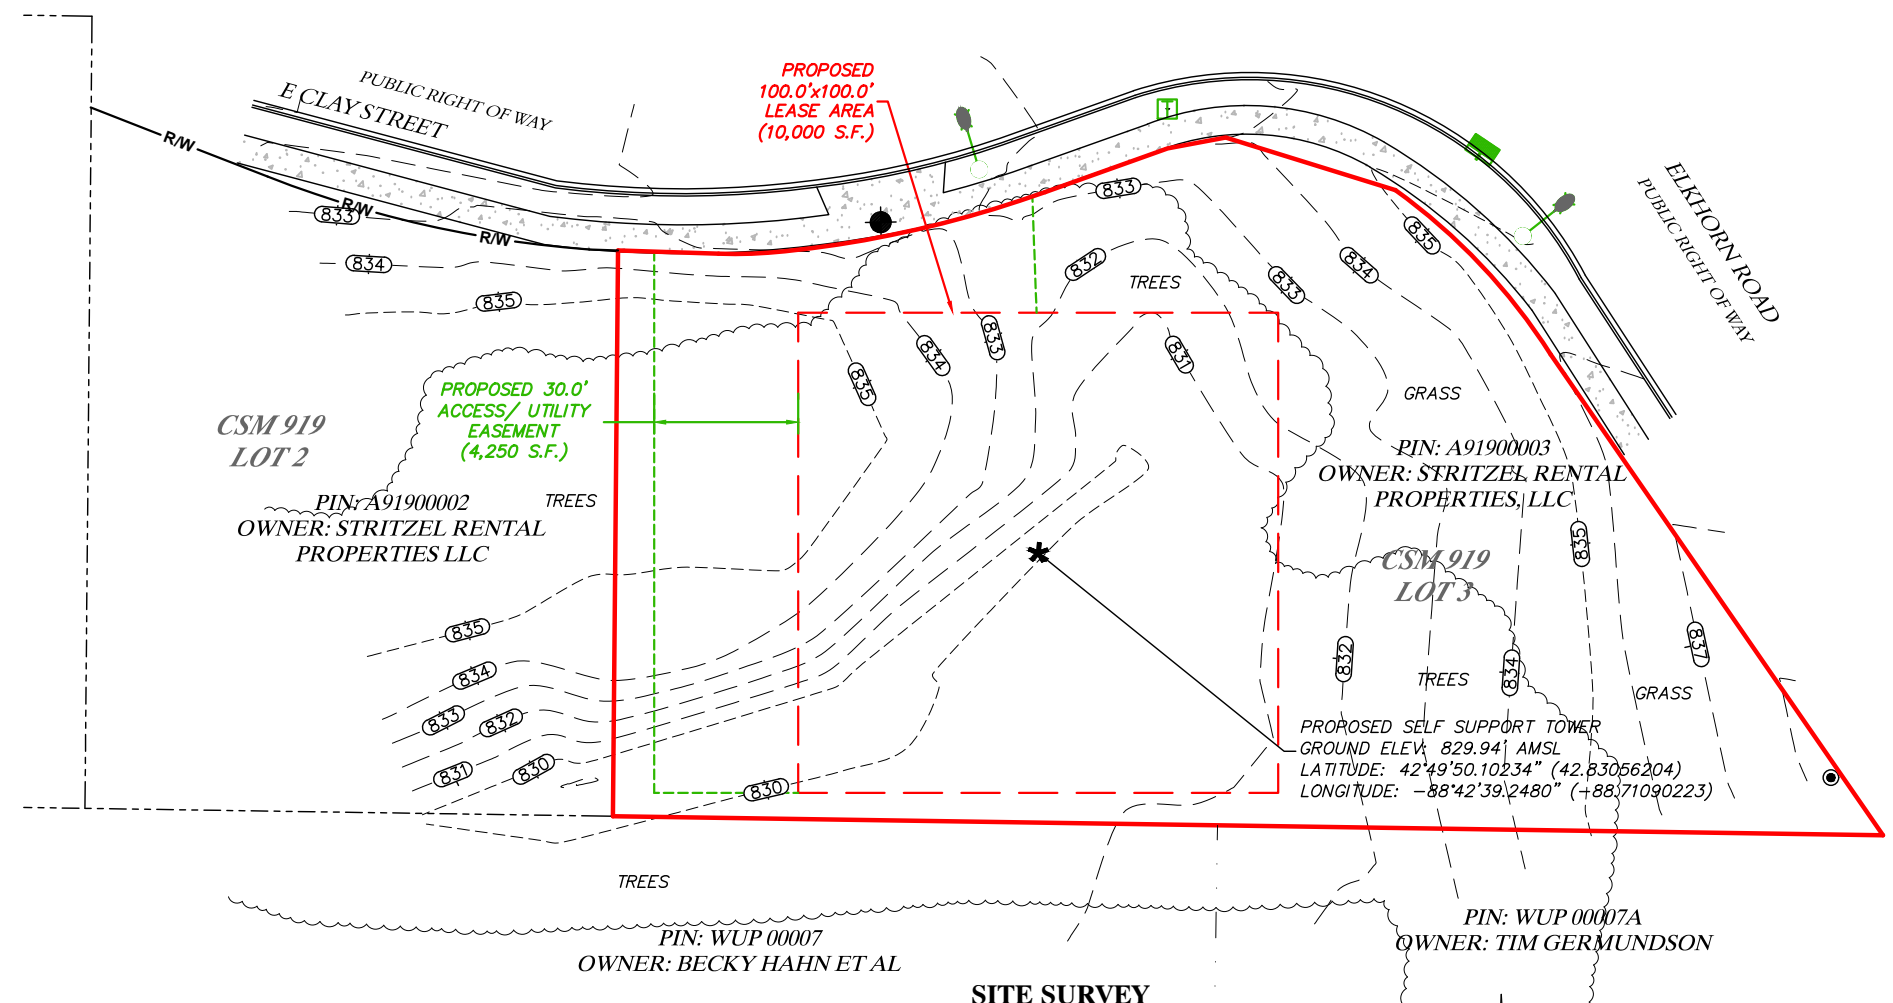 PUBLIC RIGHT OF WAY
E CLAY STREET
R/W
R/W
R/W
PROPOSED
100.0'x100.0'
LEASE AREA
(10,000 S.F.)
ELKHORN ROAD
PUBLIC RIGHT OF WAY
T
833
834
835
833
832
TREES
833
834
835
835
834
833
831
PROPOSED 30.0'
ACCESS/ UTILITY
EASEMENT
(4,250 S.F.)
GRASS
CSM 919
LOT 2
PIN: A91900002
OWNER: STRITZEL RENTAL
PROPERTIES LLC
TREES
PIN: A91900003
OWNER: STRITZEL RENTAL
PROPERTIES, LLC
CSM 919
LOT 3
835
835
834
833
832
831
830
830
832
834
837
TREES
GRASS
PROPOSED SELF SUPPORT TOWER
GROUND ELEV: 829.94' AMSL
LATITUDE: 42°49'50.10234" (42.83056204)
LONGITUDE: -88°42'39.2480" (-88.71090223)
TREES
PIN: WUP 00007
OWNER: BECKY HAHN ET AL
PIN: WUP 00007A
OWNER: TIM GERMUNDSON
SITE SURVEY